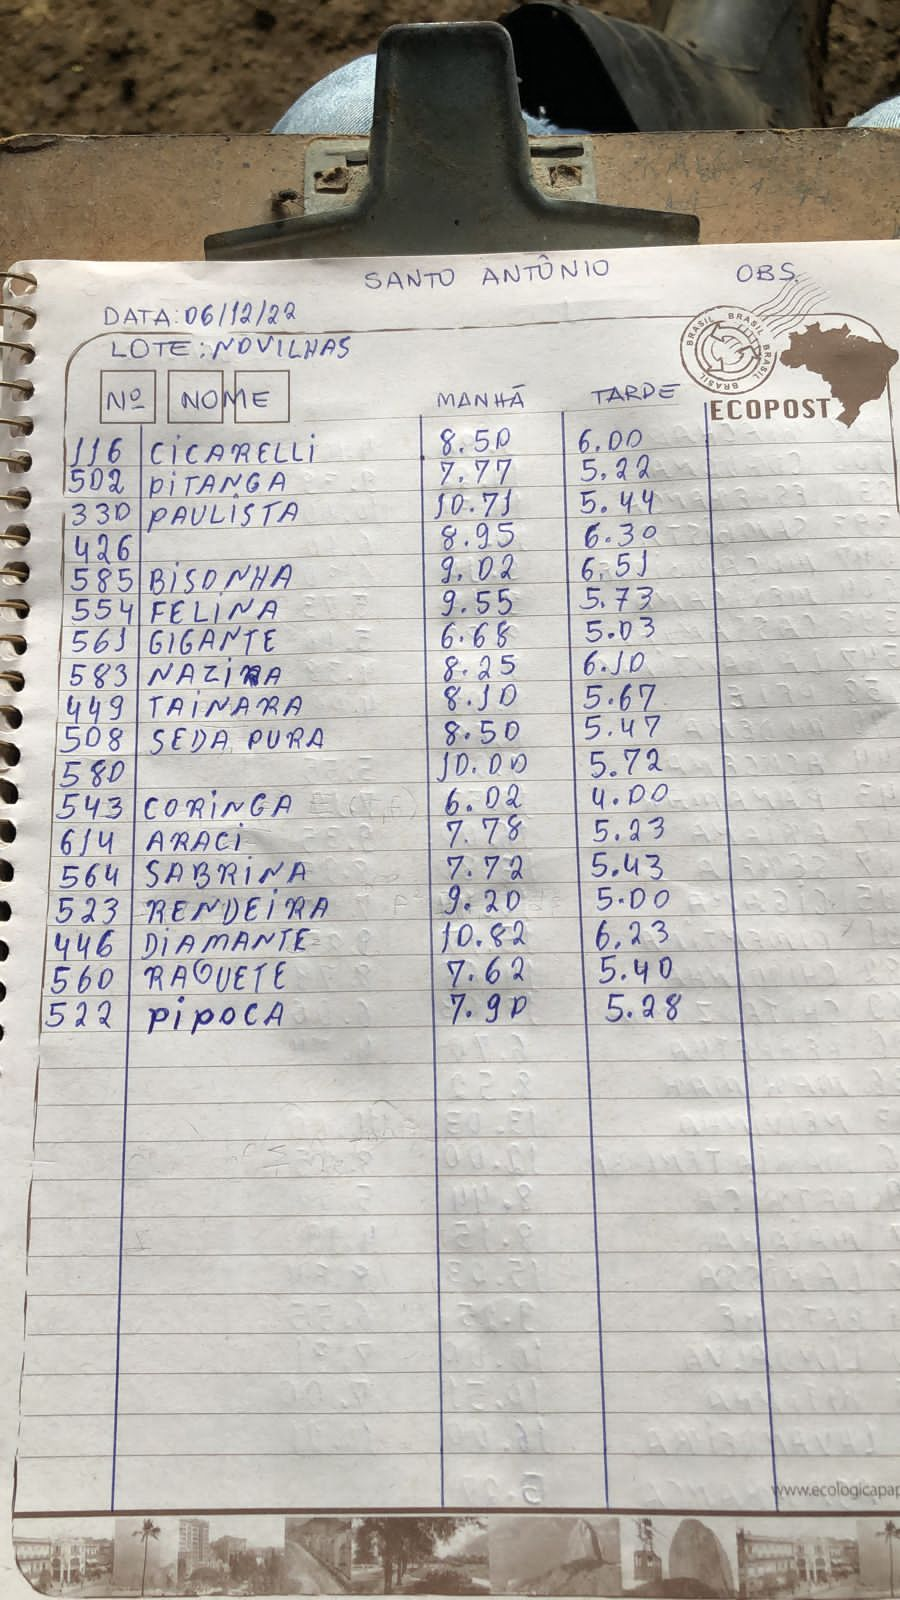 SANTO ANTÔNIO OBS.
DATA: 06/12/22
LOTE: NOVILHAS
BRASIL BRASIL BRASIL BRASIL
Nº NOME MANHÃ TARDE
ECOPOST
116 CICARELLI 8.50 6.00
502 PITANGA 7.77 5.22
330 PAULISTA 10.71 5.44
426 8.95 6.30
585 BISONHA 9.02 6.51
554 FELINA 9.55 5.73
561 GIGANTE 6.68 5.03
583 NAZIRA 8.25 6.10
449 TAINARA 8.10 5.67
508 SEDA PURA 8.50 5.47
580 10.00 5.72
543 CORINGA 6.02 4.00
614 ARACI 7.78 5.23
564 SABRINA 7.72 5.43
523 RENDEIRA 9.20 5.00
446 DIAMANTE 10.82 6.23
560 RAQUETE 7.62 5.40
522 PIPOCA 7.90 5.28
www.ecologicapap